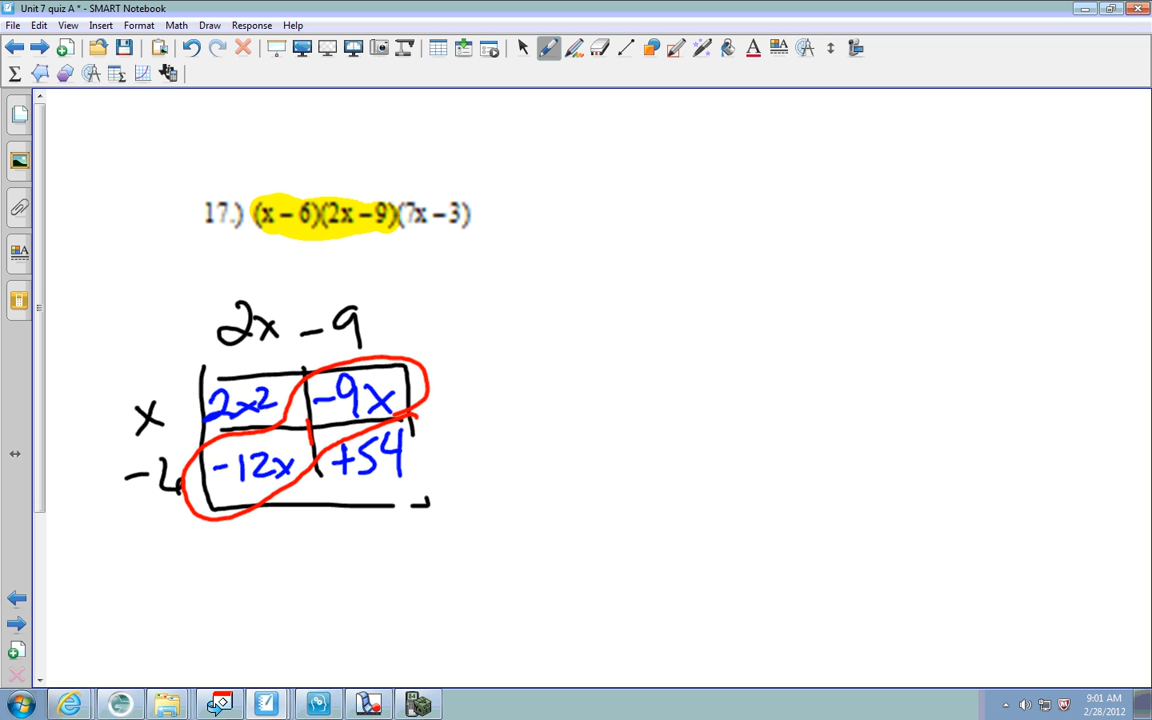 Unit 7 quiz A * - SMART Notebook
File Edit View Insert Format Math Draw Response Help
17.) (x – 6)(2x – 9)(7x – 3)
2x - 9
x 2x² -9x
-12x +54
9:01 AM
2/28/2012